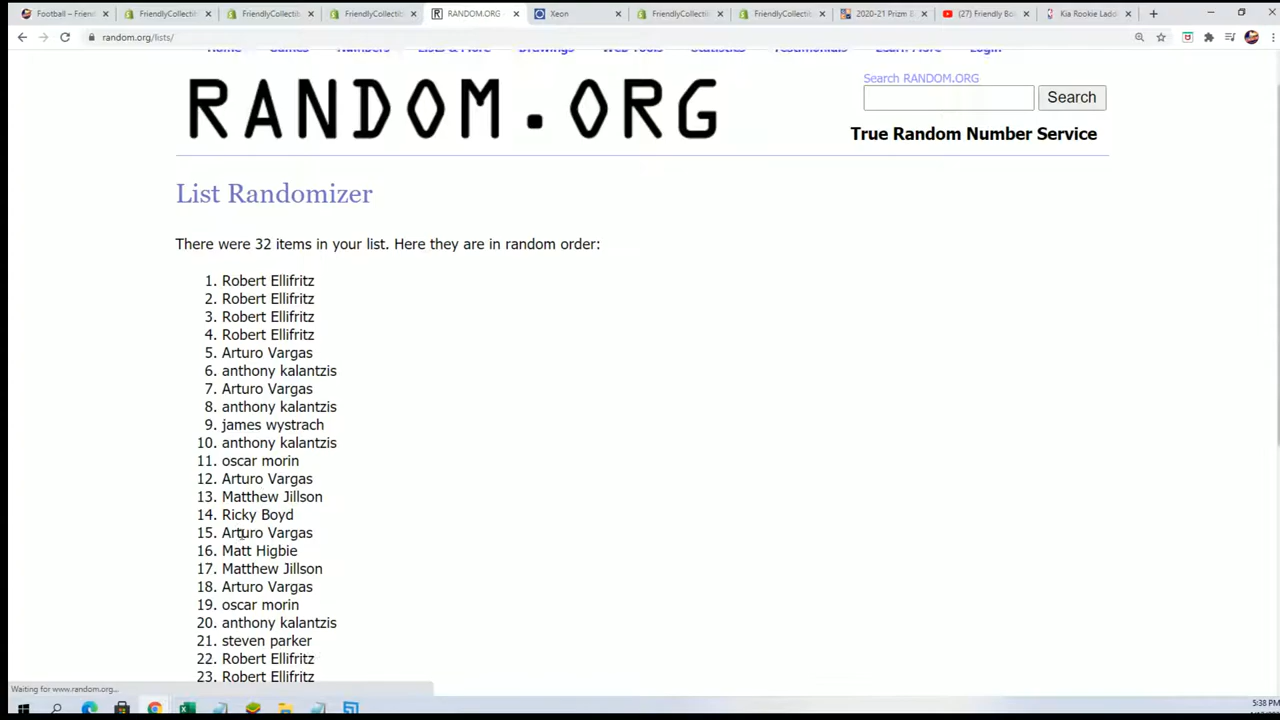 Football – Friend
FriendlyCollectib
FriendlyCollectib
FriendlyCollectib
RANDOM.ORG
Xeon
FriendlyCollectib
FriendlyCollectib
2020-21 Prizm B
(27) Friendly Bo
Kia Rookie Ladd
random.org/lists/
Home Games Numbers Lists & More Drawings Web Tools Statistics Testimonials Learn More Login
RANDOM.ORG
Search RANDOM.ORG
Search
True Random Number Service
List Randomizer
There were 32 items in your list. Here they are in random order:
1. Robert Ellifritz
2. Robert Ellifritz
3. Robert Ellifritz
4. Robert Ellifritz
5. Arturo Vargas
6. anthony kalantzis
7. Arturo Vargas
8. anthony kalantzis
9. james wystrach
10. anthony kalantzis
11. oscar morin
12. Arturo Vargas
13. Matthew Jillson
14. Ricky Boyd
15. Arturo Vargas
16. Matt Higbie
17. Matthew Jillson
18. Arturo Vargas
19. oscar morin
20. anthony kalantzis
21. steven parker
22. Robert Ellifritz
23. Robert Ellifritz
Waiting for www.random.org...
5:38 PM